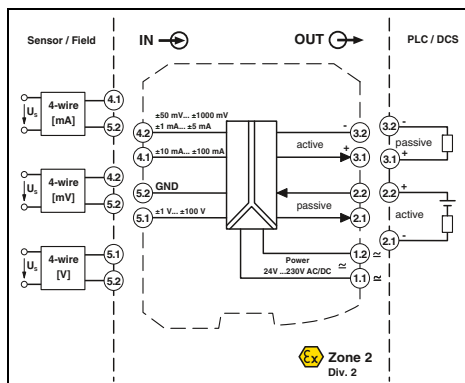 Sensor / Field
IN
OUT
PLC / DCS
Us
4-wire
[mA]
4.1
5.2
Us
4-wire
[mV]
4.2
5.2
Us
4-wire
[V]
5.1
5.2
±50 mV... ±1000 mV
±1 mA... ±5 mA
4.2
±10 mA... ±100 mA
4.1
GND
5.2
±1 V... ±100 V
5.1
-
3.2
active
+
3.1
2.2
passive
2.1
Power
24V ...230V AC/DC
1.2
≃
≃
1.1
≃
3.2
-
passive
3.1
+
2.2
+
active
2.1
-
Ex
Zone 2
Div. 2